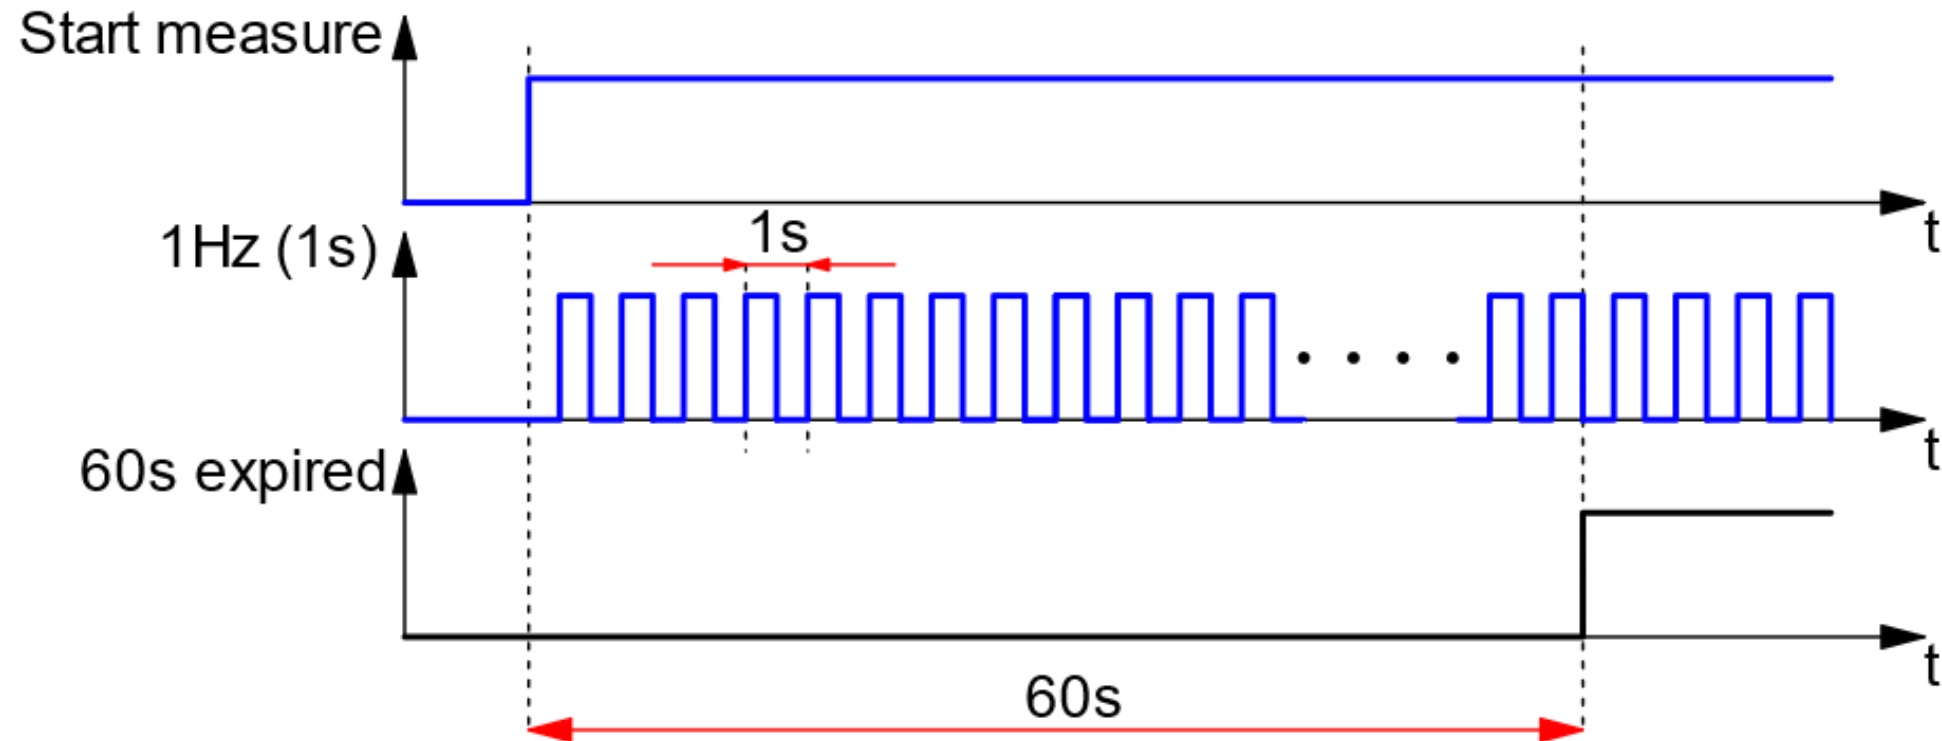 Start measure
t
1Hz (1s)
1s
t
60s expired
t
60s